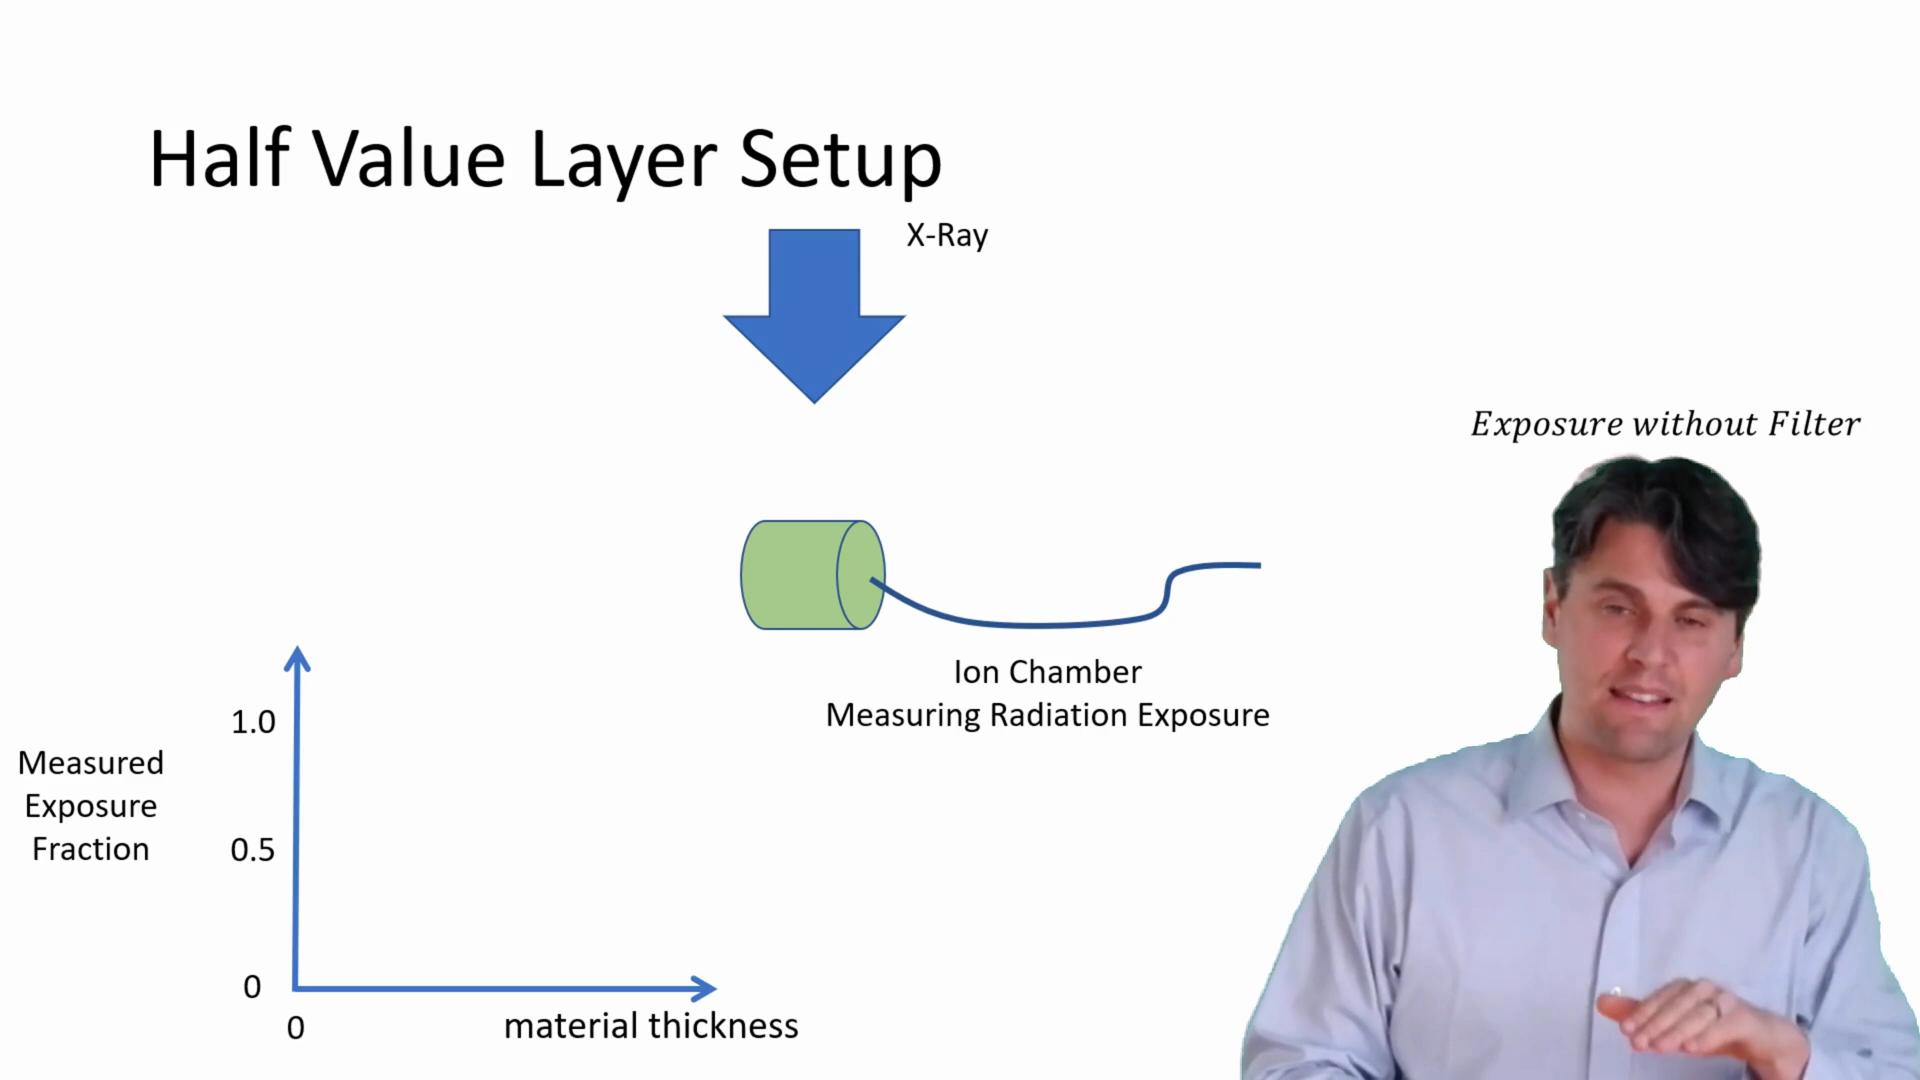 Half Value Layer Setup
X-Ray
Exposure without Filter
Ion Chamber
Measuring Radiation Exposure
1.0
Measured
Exposure
Fraction
0.5
0
0
material thickness